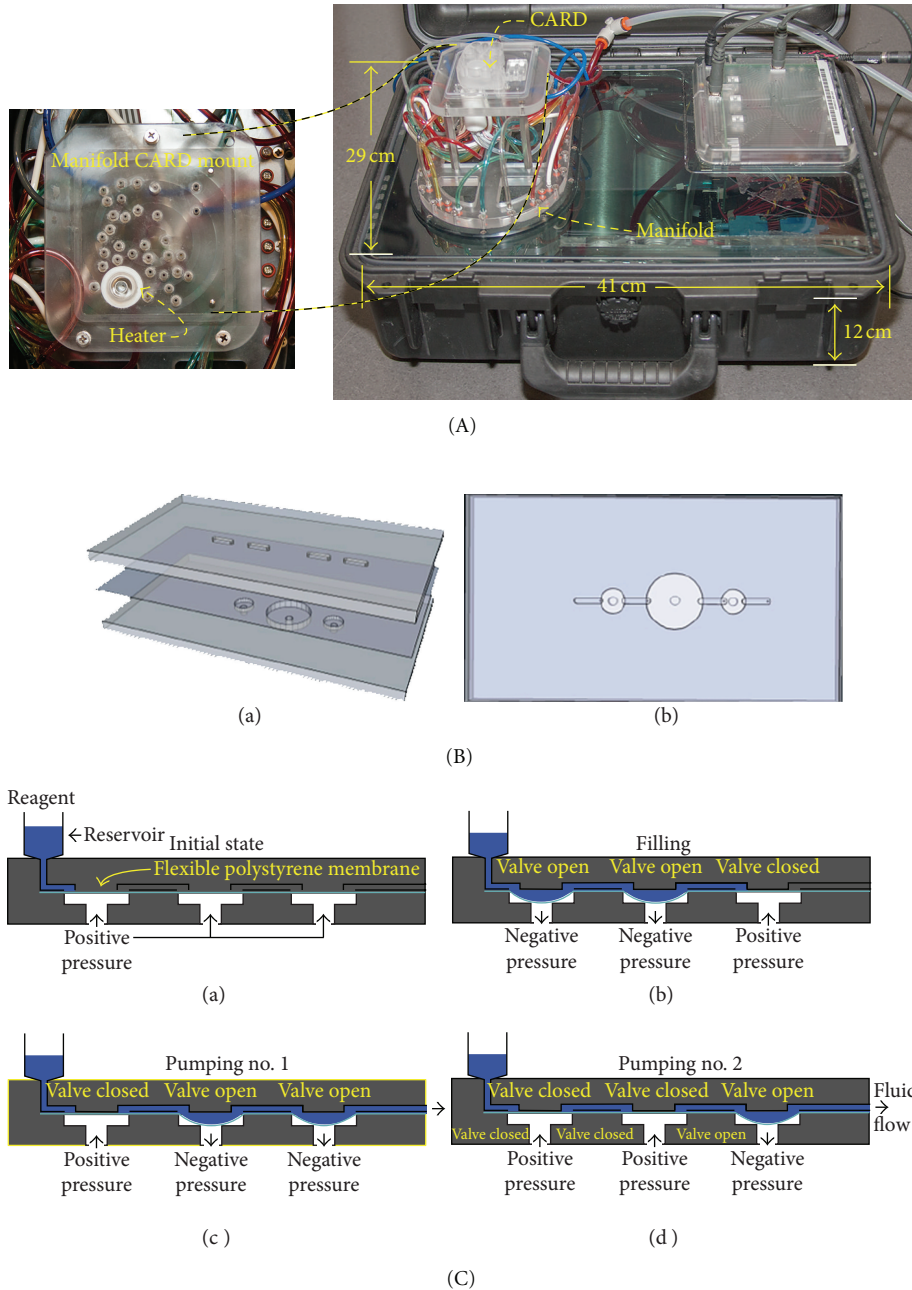 CARD
Manifold CARD mount
29 cm
Manifold
Heater
41 cm
12 cm
(A)
(a)
(b)
(B)
Reagent
Reservoir
Initial state
Flexible polystyrene membrane
Positive
pressure
(a)
Filling
Valve open
Valve open
Valve closed
Negative
pressure
Negative
pressure
Positive
pressure
(b)
Pumping no. 1
Valve closed
Valve open
Valve open
Positive
pressure
Negative
pressure
Negative
pressure
(c )
Pumping no. 2
Valve closed
Valve closed
Valve open
Fluid
flow
Valve closed
Valve closed
Valve open
Positive
pressure
Positive
pressure
Negative
pressure
(d)
(C)